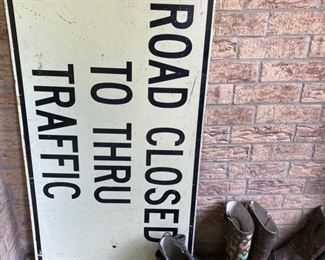 ROAD CLOSED
TO THRU
TRAFFIC